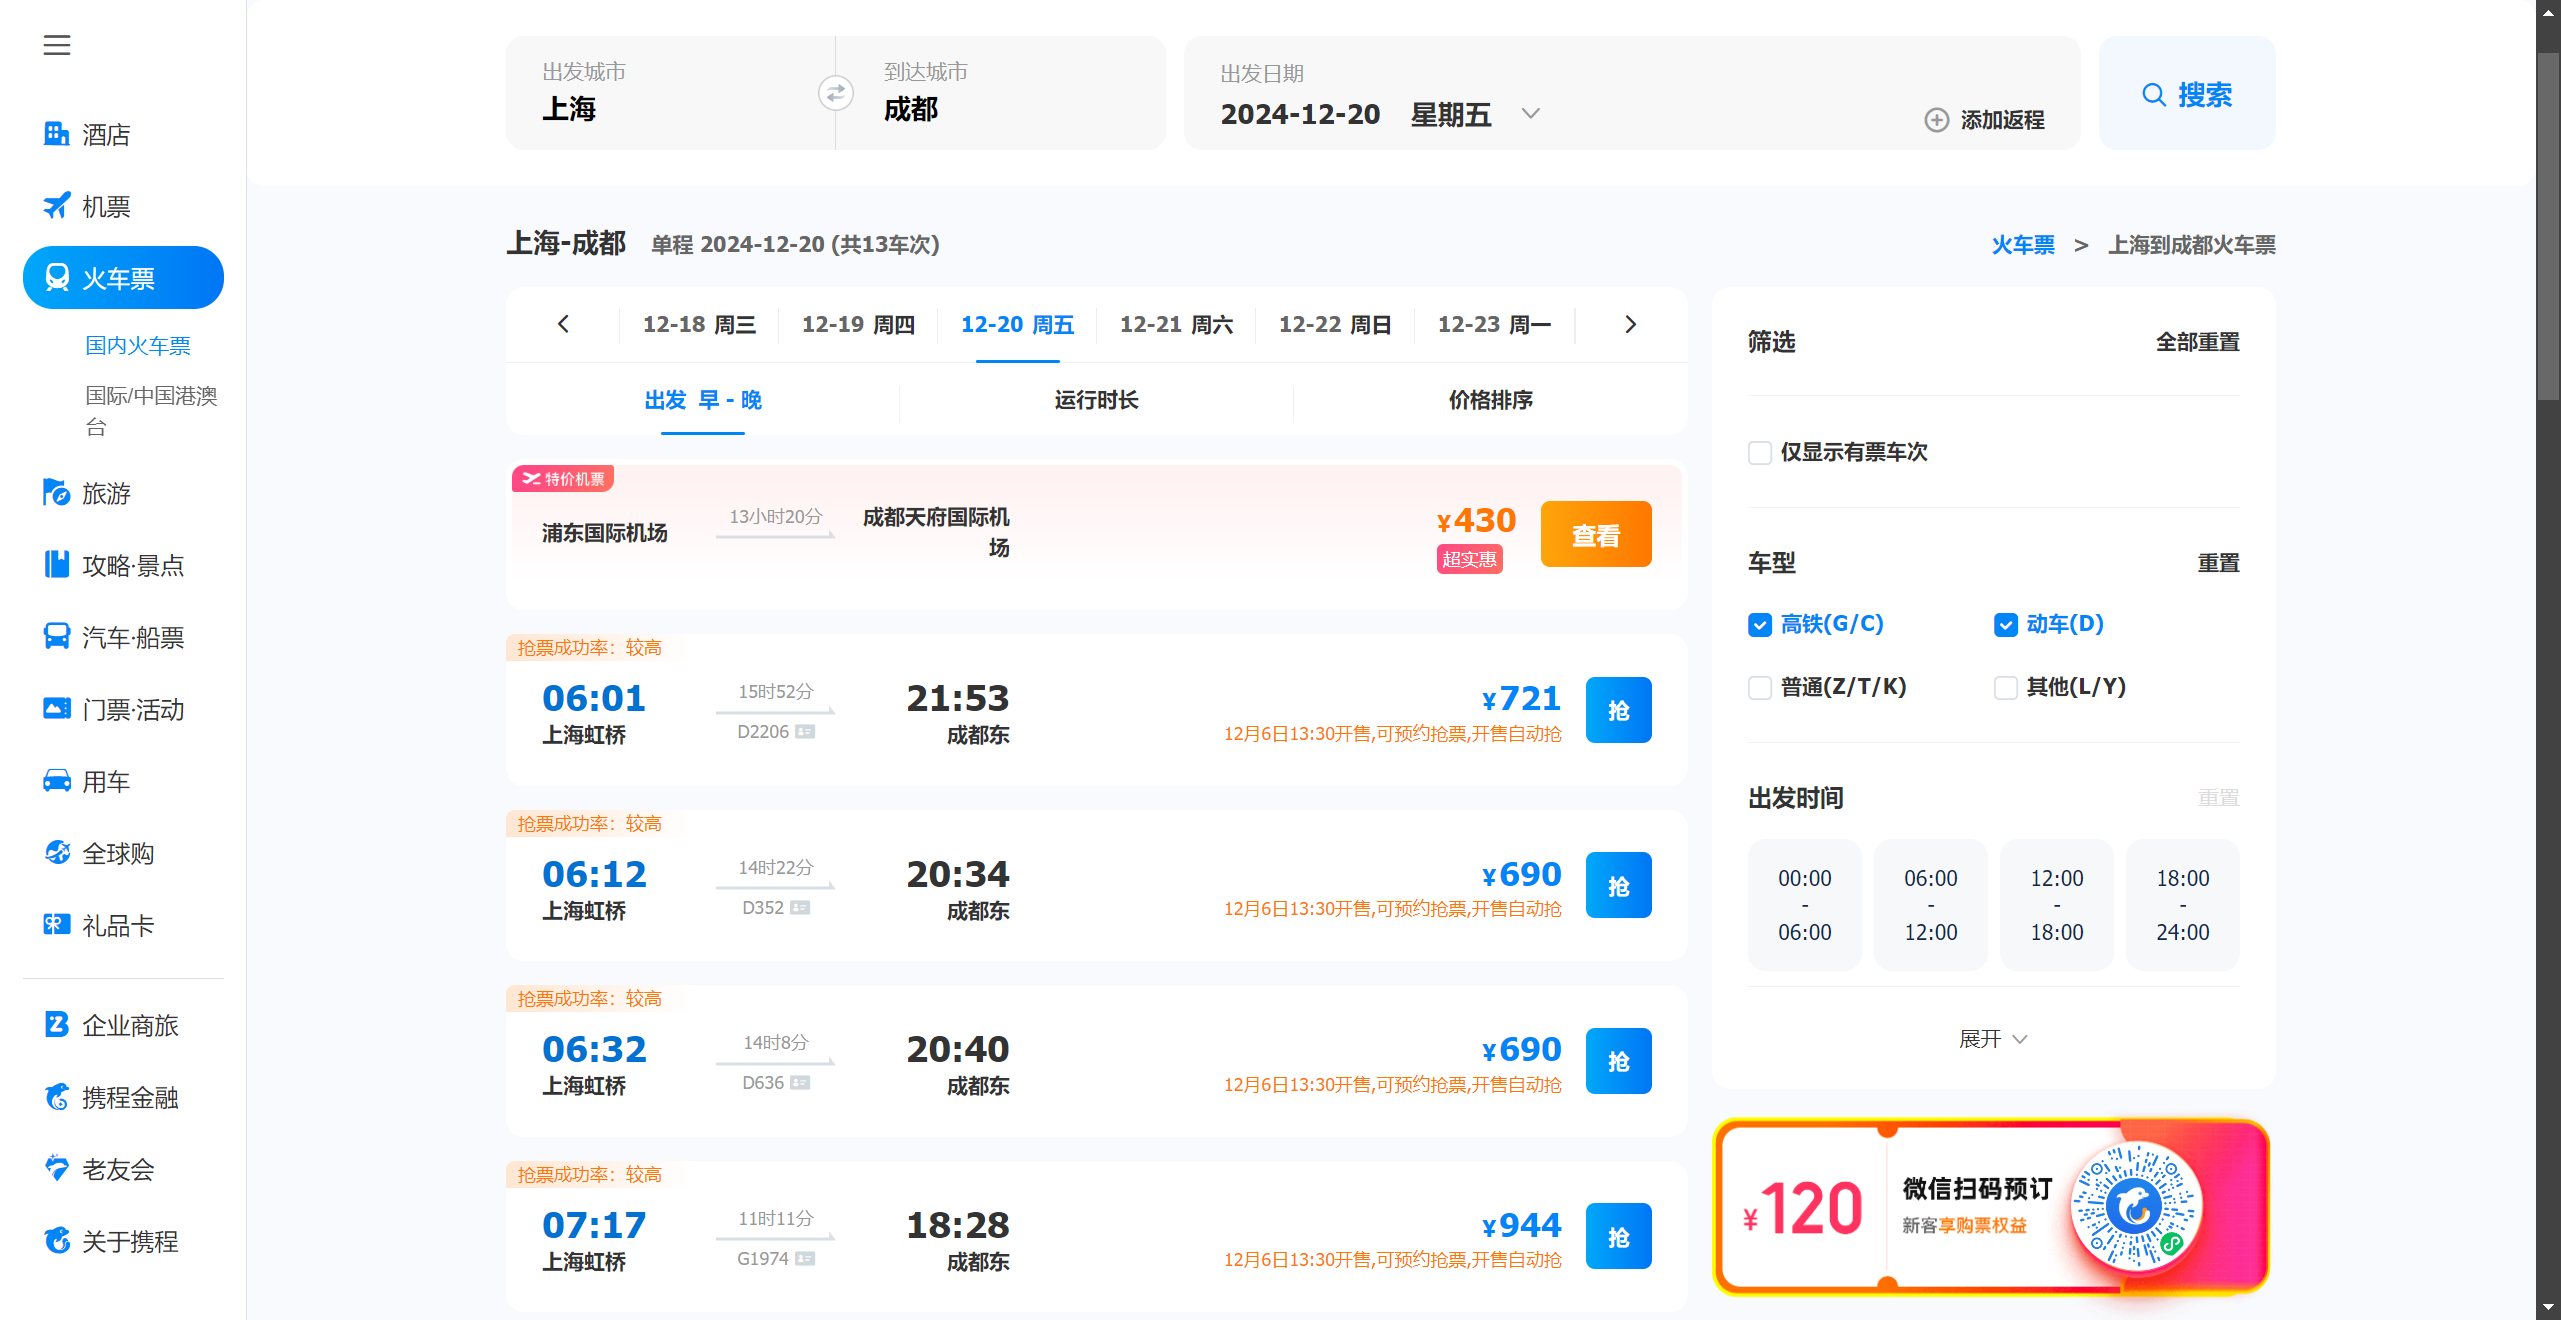 酒店
机票
火车票
国内火车票
国际/中国港澳
台
旅游
攻略·景点
汽车·船票
门票·活动
用车
全球购
礼品卡
企业商旅
携程金融
老友会
关于携程
出发城市
上海
到达城市
成都
出发日期
2024-12-20 星期五
添加返程
搜索
上海-成都 单程 2024-12-20 (共13车次)
火车票 > 上海到成都火车票
12-18 周三 12-19 周四 12-20 周五 12-21 周六 12-22 周日 12-23 周一
出发 早 - 晚 运行时长 价格排序
特价机票
浦东国际机场
13小时20分
成都天府国际机
场
¥430
超实惠
查看
抢票成功率：较高
06:01
上海虹桥
15时52分
D2206
21:53
成都东
¥721
12月6日13:30开售,可预约抢票,开售自动抢
抢
抢票成功率：较高
06:12
上海虹桥
14时22分
D352
20:34
成都东
¥690
12月6日13:30开售,可预约抢票,开售自动抢
抢
抢票成功率：较高
06:32
上海虹桥
14时8分
D636
20:40
成都东
¥690
12月6日13:30开售,可预约抢票,开售自动抢
抢
抢票成功率：较高
07:17
上海虹桥
11时11分
G1974
18:28
成都东
¥944
12月6日13:30开售,可预约抢票,开售自动抢
抢
筛选 全部重置
仅显示有票车次
车型 重置
高铁(G/C) 动车(D)
普通(Z/T/K) 其他(L/Y)
出发时间 重置
00:00
-
06:00
06:00
-
12:00
12:00
-
18:00
18:00
-
24:00
展开
¥120
微信扫码预订
新客享购票权益